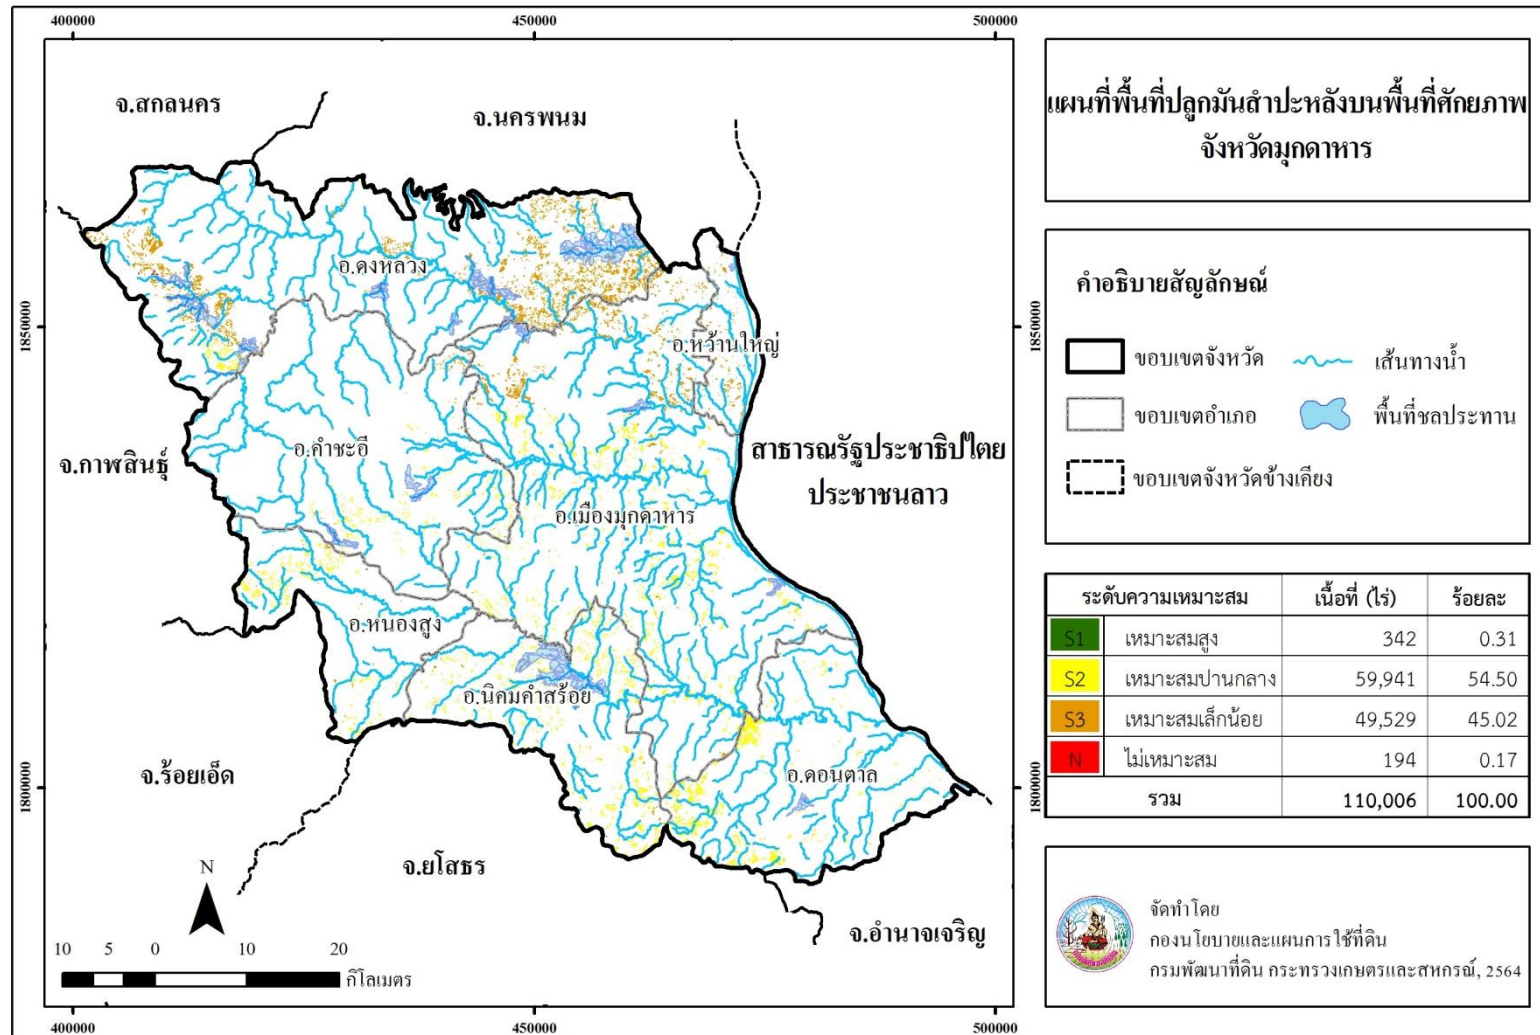 400000
450000
500000
จ.สกลนคร
จ.นครพนม
อ.ดงหลวง
1850000
1850000
อ.หว้านใหญ่
อ.คำชะอี
จ.กาฬสินธุ์
สาธารณรัฐประชาธิปไตย
ประชาชนลาว
อ.เมืองมุกดาหาร
อ.หนองสูง
อ.นิคมคำสร้อย
อ.ดอนตาล
จ.ร้อยเอ็ด
1800000
1800000
จ.ยโสธร
จ.อำนาจเจริญ
N
10 5 0 10 20
กิโลเมตร
400000
450000
500000
แผนที่พื้นที่ปลูกมันสำปะหลังบนพื้นที่ศักยภาพ
จังหวัดมุกดาหาร
คำอธิบายสัญลักษณ์
ขอบเขตจังหวัด เส้นทางน้ำ
ขอบเขตอำเภอ พื้นที่ชลประทาน
ขอบเขตจังหวัดข้างเคียง
ระดับความเหมาะสม เนื้อที่ (ไร่) ร้อยละ
S1 เหมาะสมสูง 342 0.31
S2 เหมาะสมปานกลาง 59,941 54.50
S3 เหมาะสมเล็กน้อย 49,529 45.02
N ไม่เหมาะสม 194 0.17
รวม 110,006 100.00
จัดทำโดย
กองนโยบายและแผนการใช้ที่ดิน
กรมพัฒนาที่ดิน กระทรวงเกษตรและสหกรณ์, 2564